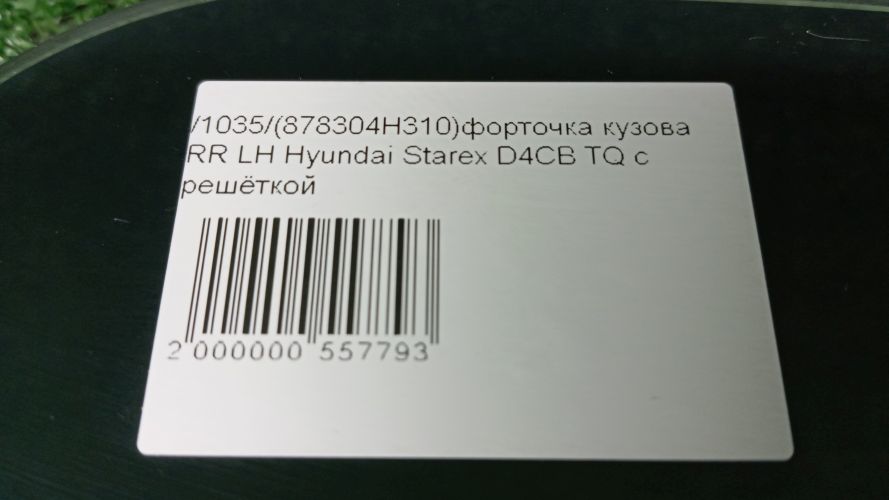 /1035/(878304H310)форточка кузова
RR LH Hyundai Starex D4CB TQ с
решёткой
2 000000 557793